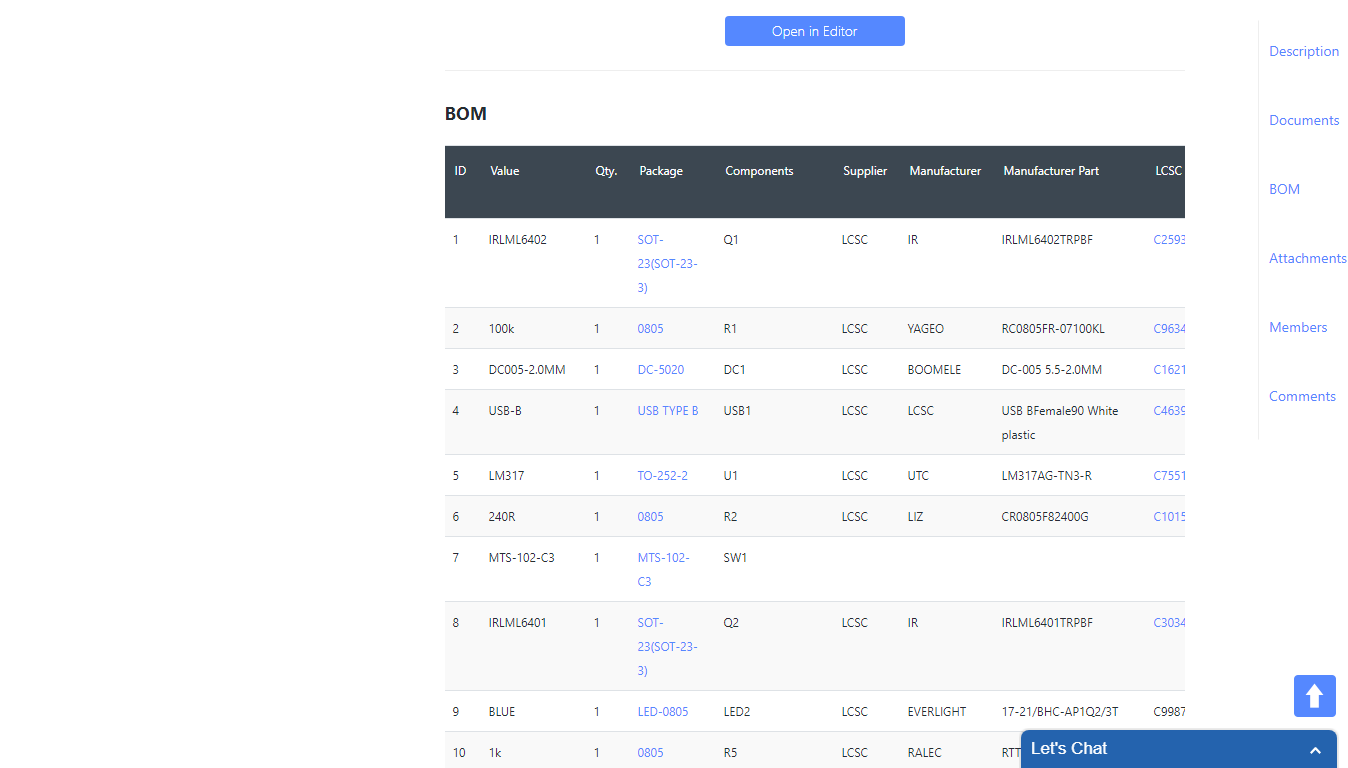 Open in Editor
Description
BOM
Documents
ID Value Qty. Package Components Supplier Manufacturer Manufacturer Part LCSC
BOM
1 IRLML6402 1 SOT- Q1 LCSC IR IRLML6402TRPBF C2593
23(SOT-23-
3)
Attachments
2 100k 1 0805 R1 LCSC YAGEO RC0805FR-07100KL C9634
Members
3 DC005-2.0MM 1 DC-5020 DC1 LCSC BOOMELE DC-005 5.5-2.0MM C1621
Comments
4 USB-B 1 USB TYPE B USB1 LCSC LCSC USB BFemale90 White C4639
plastic
5 LM317 1 TO-252-2 U1 LCSC UTC LM317AG-TN3-R C7551
6 240R 1 0805 R2 LCSC LIZ CR0805F82400G C1015
7 MTS-102-C3 1 MTS-102- SW1
C3
8 IRLML6401 1 SOT- Q2 LCSC IR IRLML6401TRPBF C3034
23(SOT-23-
3)
9 BLUE 1 LED-0805 LED2 LCSC EVERLIGHT 17-21/BHC-AP1Q2/3T C9987
10 1k 1 0805 R5 LCSC RALEC RTT
Let's Chat